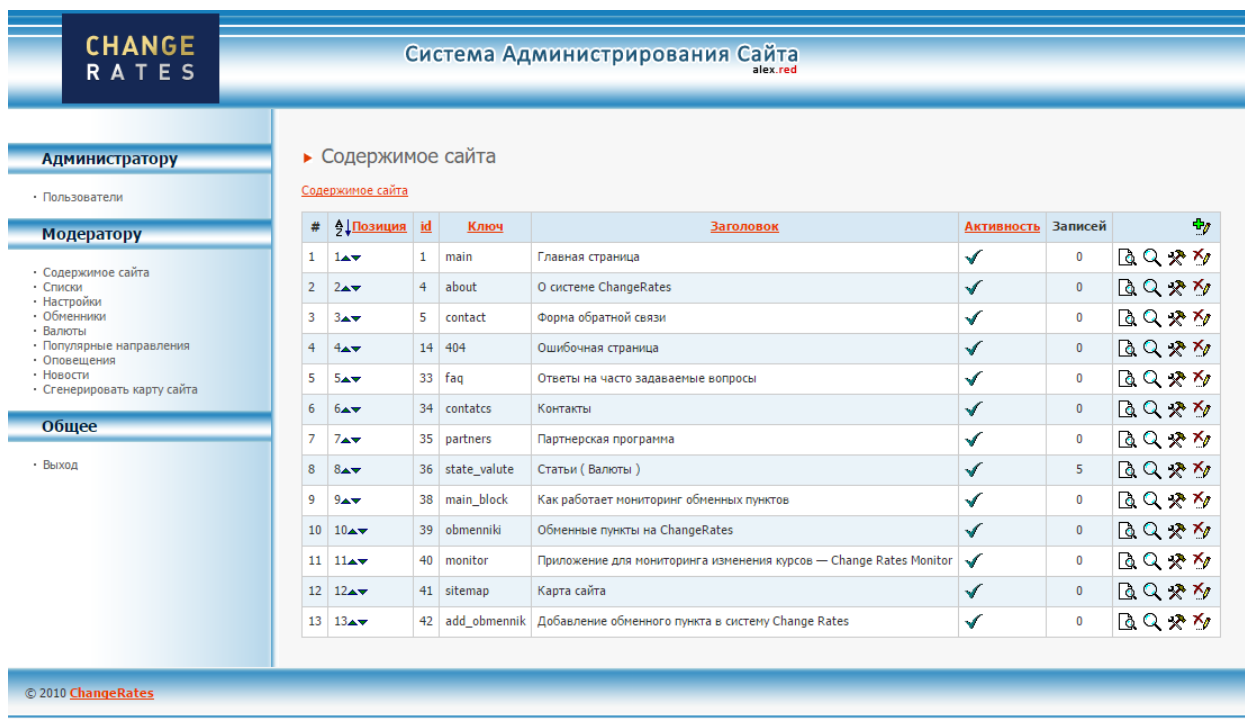 CHANGE
RATES
Система Администрирования Сайта
alex.red
Администратору
· Пользователи
Модератору
· Содержимое сайта
· Списки
· Настройки
· Обменники
· Валюты
· Популярные направления
· Оповещения
· Новости
· Сгенерировать карту сайта
Общее
· Выход
Содержимое сайта
Содержимое сайта
# AZ Позиция id Ключ Заголовок Активность Записей
1 1 1 main Главная страница 0
2 2 4 about О системе ChangeRates 0
3 3 5 contact Форма обратной связи 0
4 4 14 404 Ошибочная страница 0
5 5 33 faq Ответы на часто задаваемые вопросы 0
6 6 34 contatcs Контакты 0
7 7 35 partners Партнерская программа 0
8 8 36 state_valute Статьи ( Валюты ) 5
9 9 38 main_block Как работает мониторинг обменных пунктов 0
10 10 39 obmenniki Обменные пункты на ChangeRates 0
11 11 40 monitor Приложение для мониторинга изменения курсов — Change Rates Monitor 0
12 12 41 sitemap Карта сайта 0
13 13 42 add_obmennik Добавление обменного пункта в систему Change Rates 0
© 2010 ChangeRates